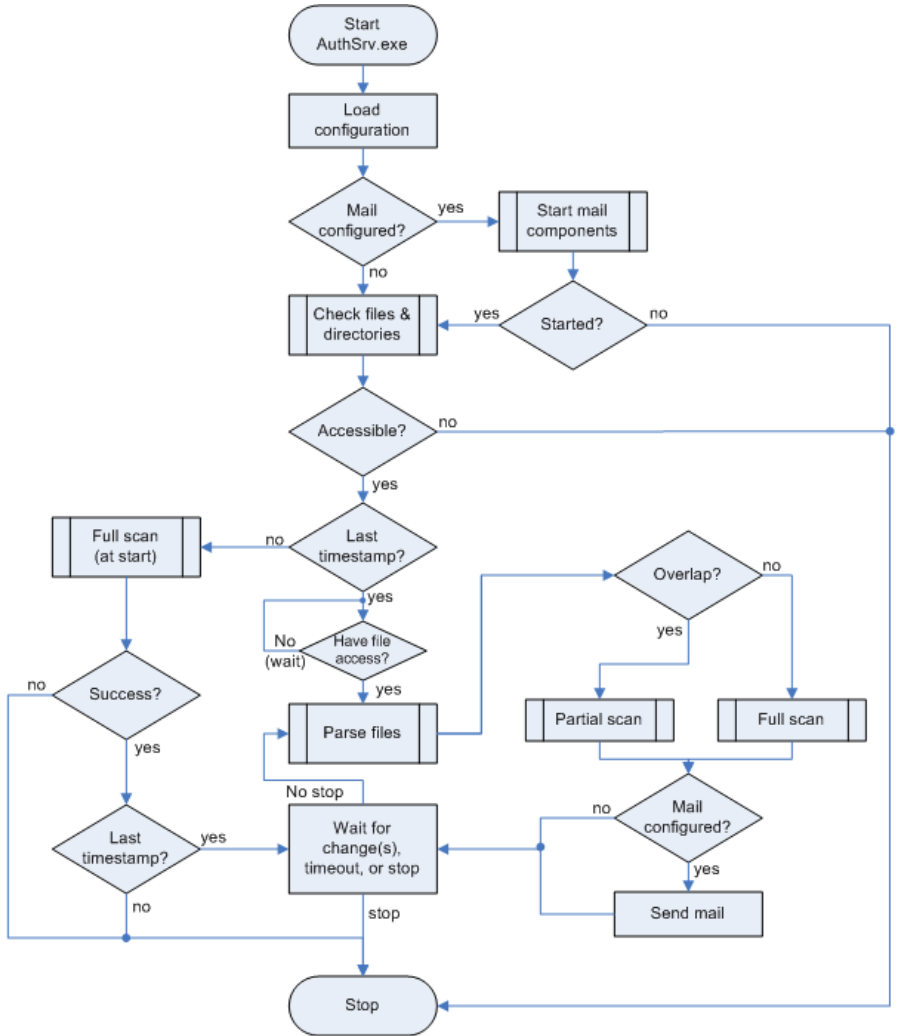 Start
AuthSrv.exe
Load
configuration
Mail
configured?
yes
Start mail
components
no
Check files &
directories
yes
Started?
no
Accessible?
no
yes
Full scan
(at start)
no
Last
timestamp?
Overlap?
no
yes
yes
No
(wait)
Have file
access?
yes
no
Success?
Parse files
Partial scan
Full scan
yes
No stop
no
Mail
configured?
Last
timestamp?
yes
Wait for
change(s),
timeout, or stop
yes
no
stop
Send mail
Stop